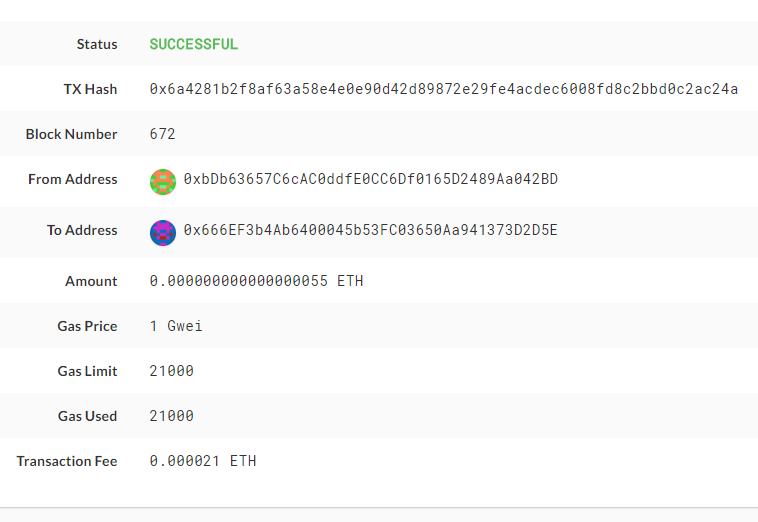 Status SUCCESSFUL
TX Hash 0x6a4281b2f8af63a58e4e0e90d42d89872e29fe4acdec6008fd8c2bbd0c2ac24a
Block Number 672
From Address 0xbDb63657C6cAC0ddfE0CC6Df0165D2489Aa042BD
To Address 0x666EF3b4Ab6400045b53FC03650Aa941373D2D5E
Amount 0.000000000000000055 ETH
Gas Price 1 Gwei
Gas Limit 21000
Gas Used 21000
Transaction Fee 0.000021 ETH